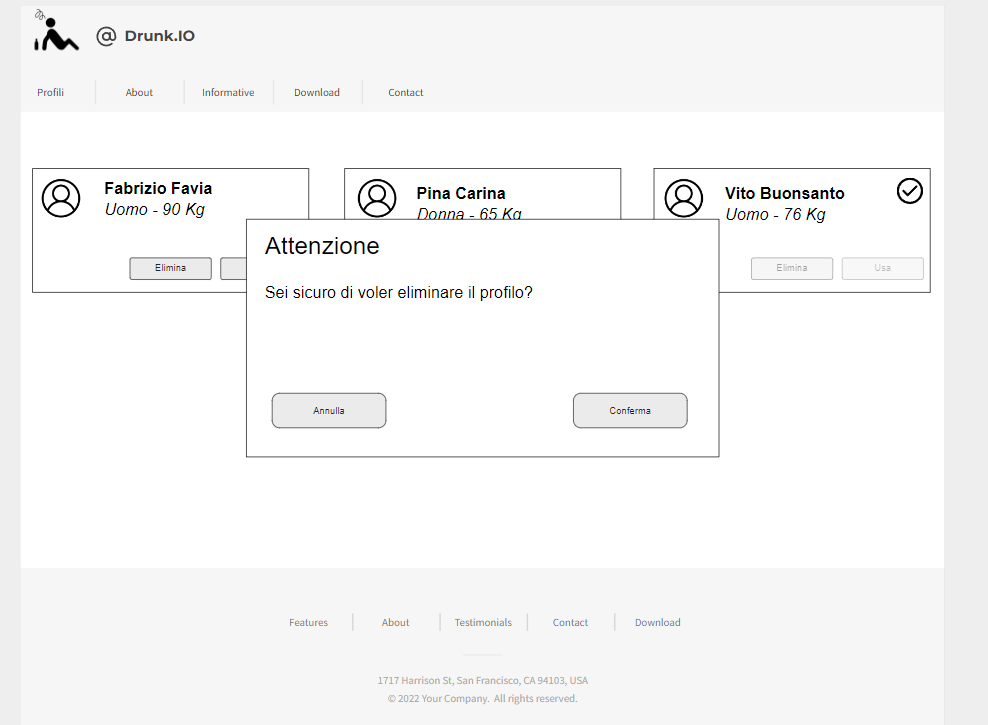 @ Drunk.IO
Profili About Informative Download Contact
Fabrizio Favia
Uomo - 90 Kg
Elimina
Pina Carina
Donna - 65 Kg
Vito Buonsanto
Uomo - 76 Kg
Elimina Usa
Attenzione
Sei sicuro di voler eliminare il profilo?
Annulla Conferma
Features About Testimonials Contact Download
1717 Harrison St, San Francisco, CA 94103, USA
© 2022 Your Company. All rights reserved.